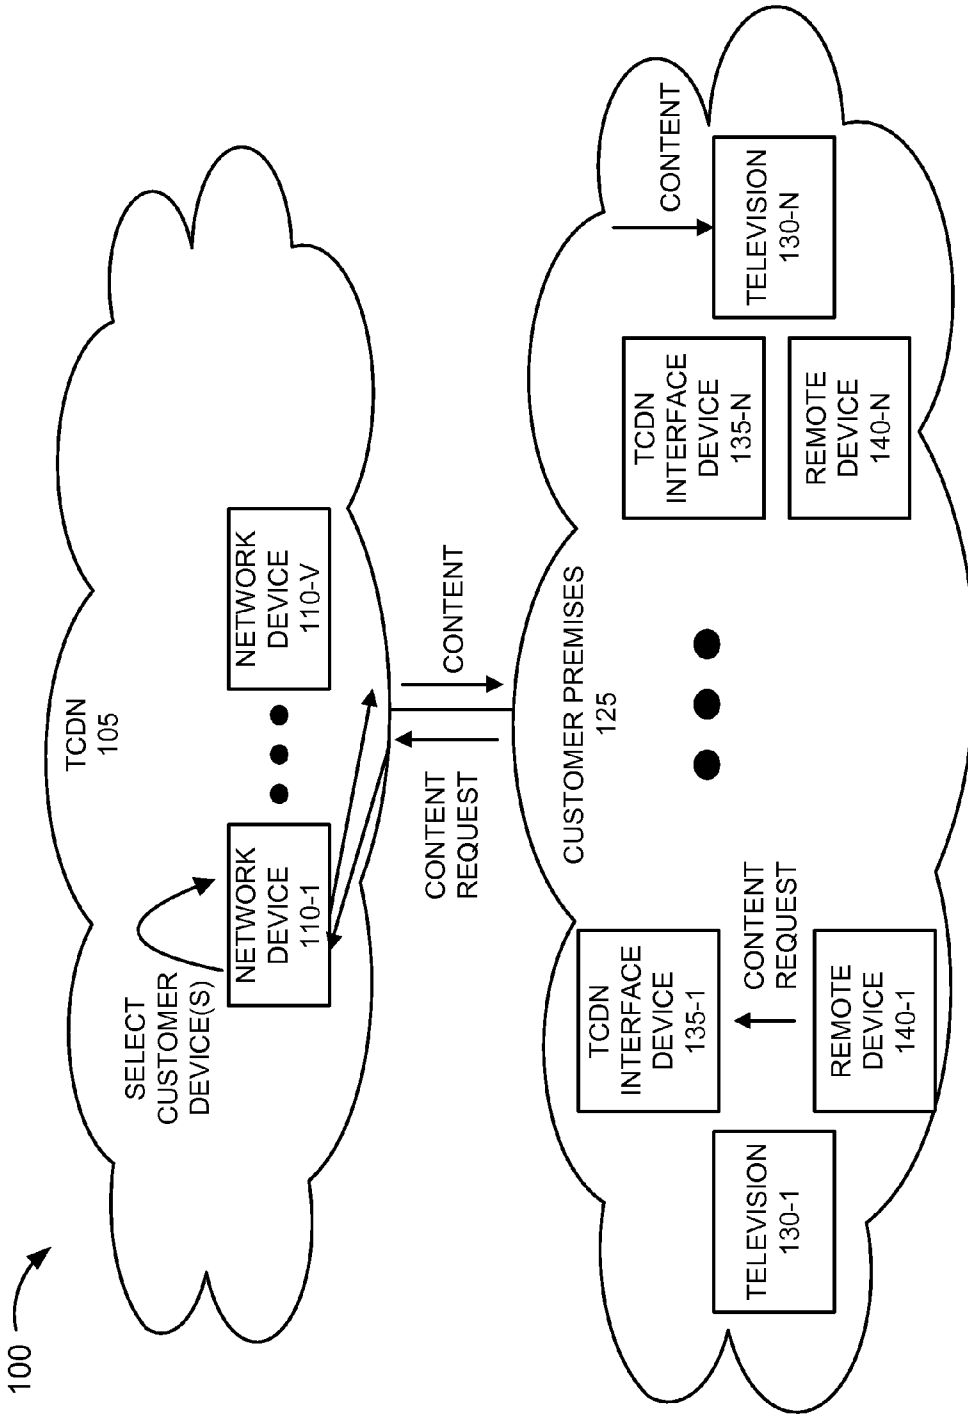 100
TCDN
105
SELECT
CUSTOMER
DEVICE(S)
NETWORK
DEVICE
110-1
NETWORK
DEVICE
110-V
CONTENT
REQUEST
CONTENT
CUSTOMER PREMISES
125
TELEVISION
130-1
TCDN
INTERFACE
DEVICE
135-1
CONTENT
REQUEST
REMOTE
DEVICE
140-1
TCDN
INTERFACE
DEVICE
135-N
REMOTE
DEVICE
140-N
CONTENT
TELEVISION
130-N